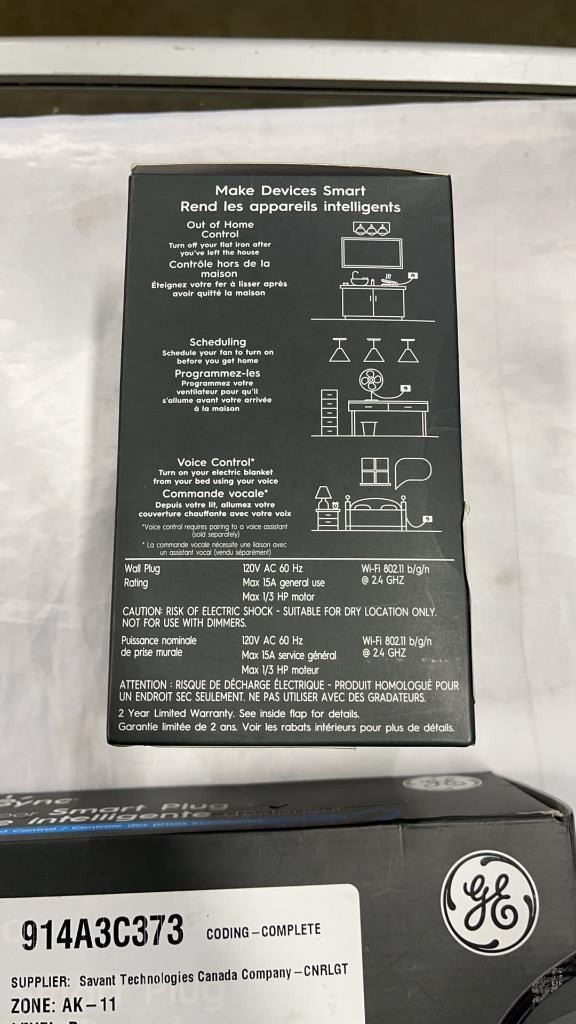 Make Devices Smart
Rend les appareils intelligents
Out of Home
Control
Turn off your flat iron after
you've left the house
Contrôle hors de la
maison
Éteignez votre fer à lisser après
avoir quitté la maison
Scheduling
Schedule your fan to turn on
before you get home
Programmez-les
Programmez votre
ventilateur pour qu'il
s'allume avant votre arrivée
à la maison
Voice Control*
Turn on your electric blanket
from your bed using your voice
Commande vocale*
Depuis votre lit, allumez votre
couverture chauffante avec votre voix
*Voice control requires pairing to a voice assistant
(sold separately)
* La commande vocale nécessite une liaison avec
un assistant vocal (vendu séparément)
Wall Plug 120V AC 60 Hz Wi-Fi 802.11 b/g/n
Rating Max 15A general use @ 2.4 GHZ
Max 1/3 HP motor
CAUTION: RISK OF ELECTRIC SHOCK - SUITABLE FOR DRY LOCATION ONLY.
NOT FOR USE WITH DIMMERS.
Puissance nominale 120V AC 60 Hz Wi-Fi 802.11 b/g/n
de prise murale Max 15A service général @ 2.4 GHZ
Max 1/3 HP moteur
ATTENTION : RISQUE DE DÉCHARGE ÉLECTRIQUE - PRODUIT HOMOLOGUÉ POUR
UN ENDROIT SEC SEULEMENT. NE PAS UTILISER AVEC DES GRADATEURS.
2 Year Limited Warranty. See inside flap for details.
Garantie limitée de 2 ans. Voir les rabats intérieurs pour plus de détails.
Smart Plug
Intelligente
Control / Contrôle des prises
GE
914A3C373 CODING-COMPLETE
SUPPLIER: Savant Technologies Canada Company-CNRLGT
ZONE: AK-11